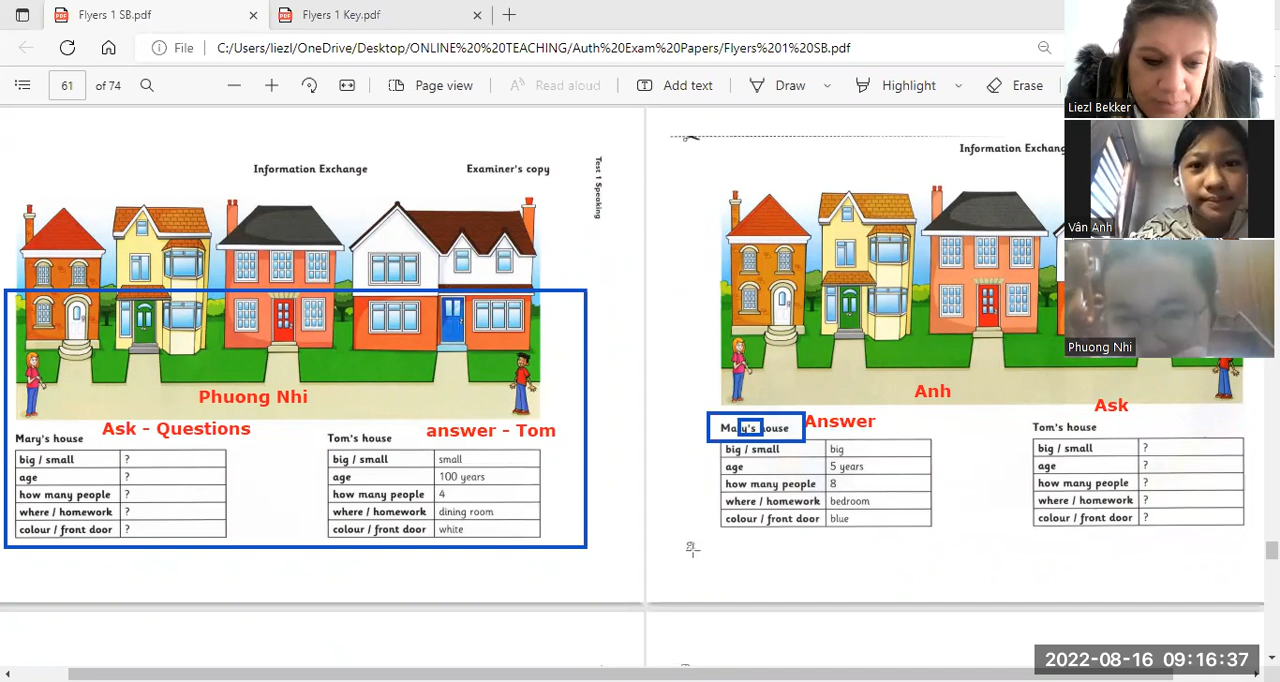 Flyers 1 SB.pdf
Flyers 1 Key.pdf
File C:/Users/liezl/OneDrive/Desktop/ONLINE%20%20TEACHING/Auth%20Exam%20Papers/Flyers%201%20SB.pdf
61 of 74 Page view Read aloud Add text Draw Highlight Erase
Information Exchange Examiner's copy
Test 1 Speaking
Phuong Nhi
Ask - Questions answer - Tom
Mary's house
big / small ?
age ?
how many people ?
where / homework ?
colour / front door ?
Tom's house
big / small small
age 100 years
how many people 4
where / homework dining room
colour / front door white
Information Exchang
Anh
Answer Ask
Mary's house
big / small big
age 5 years
how many people 8
where / homework bedroom
colour / front door blue
Tom's house
big / small ?
age ?
how many people ?
where / homework ?
colour / front door ?
Liezl Bekker
Vân Anh
Phuong Nhi
2022-08-16 09:16:37